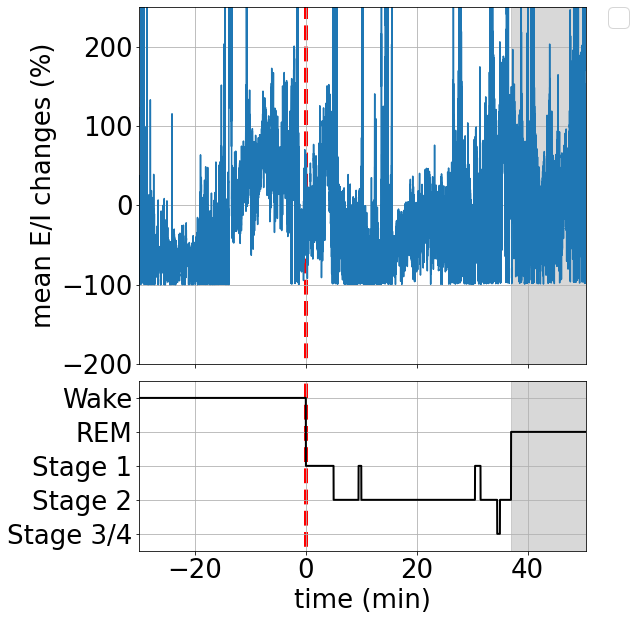 mean E/I changes (%)
200
100
0
−100
−200
Wake
REM
Stage 1
Stage 2
Stage 3/4
−20 0 20 40
time (min)